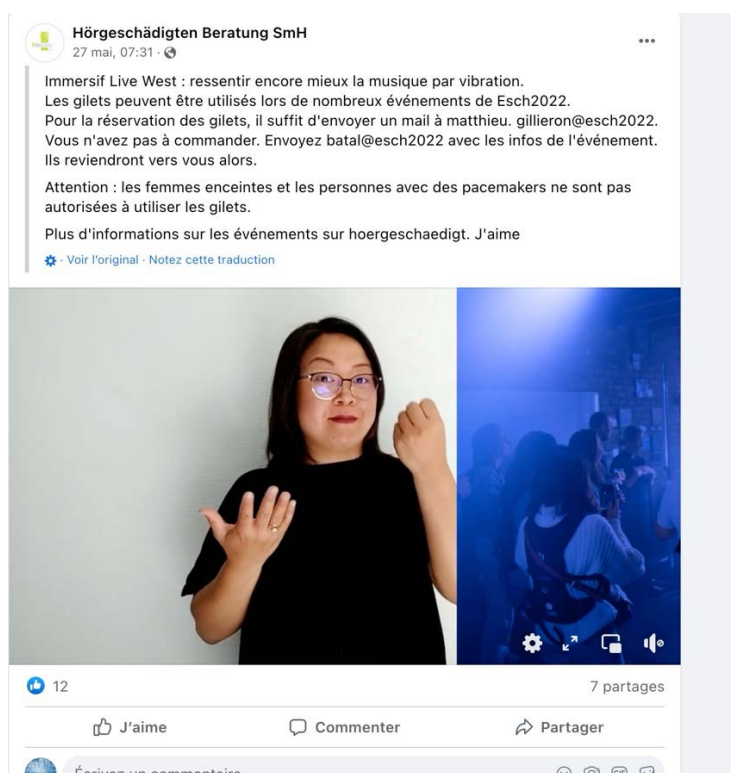 Hörgeschädigten Beratung SmH
27 mai, 07:31 ·
Immersif Live West : ressentir encore mieux la musique par vibration.
Les gilets peuvent être utilisés lors de nombreux événements de Esch2022.
Pour la réservation des gilets, il suffit d'envoyer un mail à matthieu. gillieron@esch2022.
Vous n'avez pas à commander. Envoyez batal@esch2022 avec les infos de l'événement.
Ils reviendront vers vous alors.
Attention : les femmes enceintes et les personnes avec des pacemakers ne sont pas
autorisées à utiliser les gilets.
Plus d'informations sur les événements sur hoergeschaedigt. J'aime
· Voir l'original · Notez cette traduction
12
7 partages
J'aime
Commenter
Partager
Écrivez un commentaire